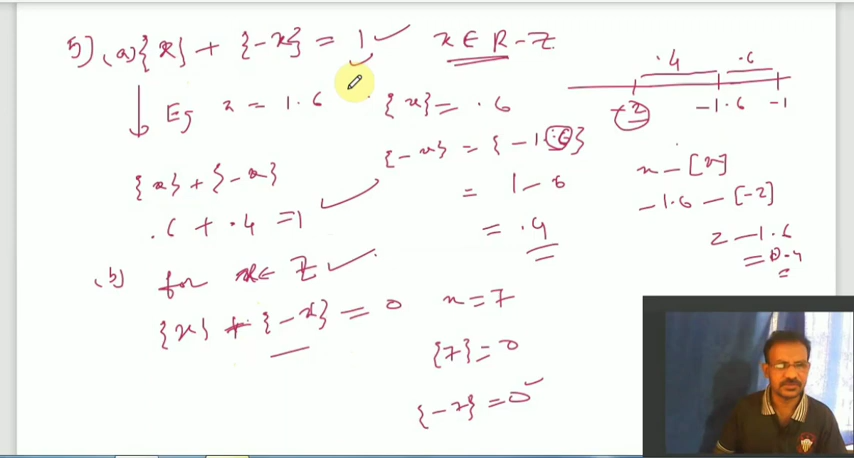 5) (a) {x} + {-x} = 1 ✓ x ∈ R - Z
Eg x = 1.6 {x} = .6
{-x} = {-1.6}
= 1 - .6
= .4
{x} + {-x}
.6 + .4 = 1
.4 .6
-2 -1.6 -1
x - [x]
-1.6 - [-2]
2 - 1.6
= 0.4
(b) for x ∈ Z ✓
{x} + {-x} = 0 x = 7
{7} = 0
{-7} = 0